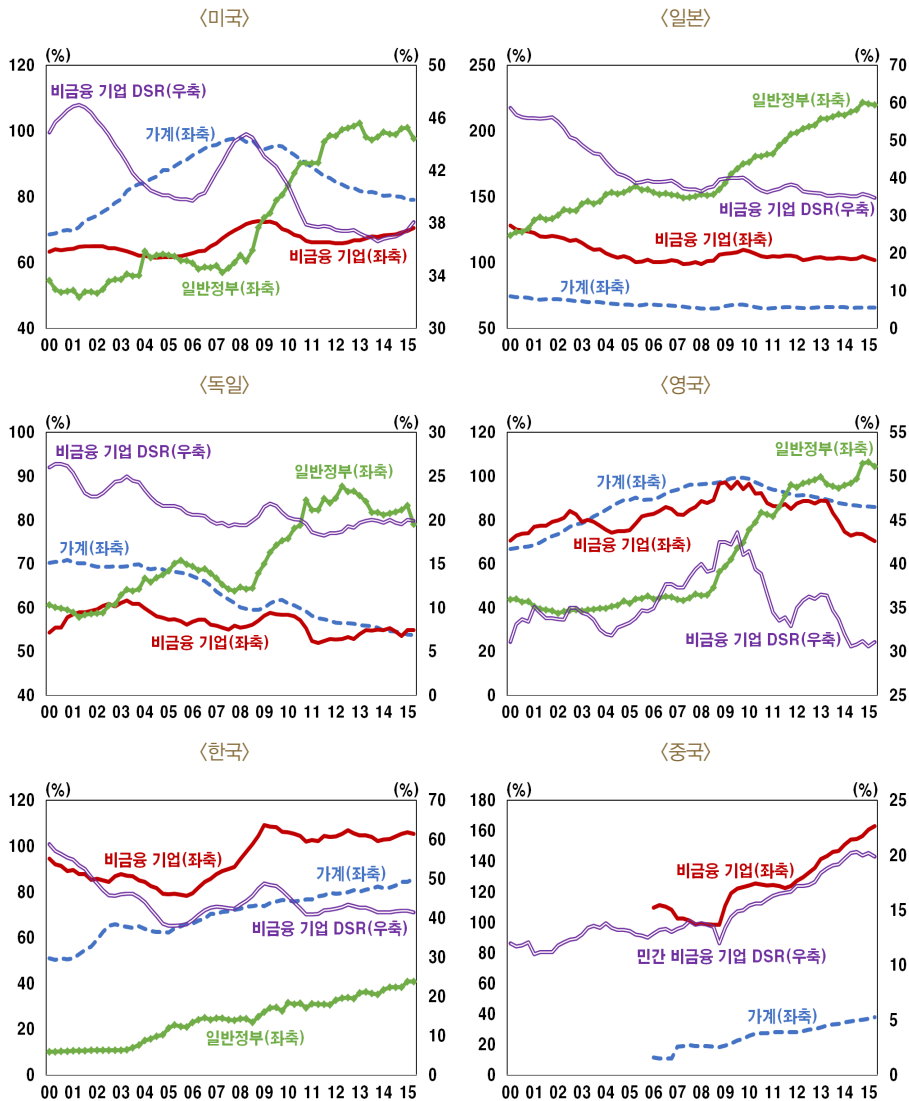 〈미국〉
(%) (%)
120 50
비금융 기업 DSR(우축)
100 46
가계(좌축)
80 42
38
비금융 기업(좌축)
60 34
일반정부(좌축)
40 30
00 01 02 03 04 05 06 07 08 09 10 11 12 13 14 15
〈일본〉
(%) (%)
250 70
일반정부(좌축)
60
200 50
40
150 비금융 기업 DSR(우축)
30
비금융 기업(좌축)
100 20
가계(좌축)
10
50 0
00 01 02 03 04 05 06 07 08 09 10 11 12 13 14 15
〈독일〉
(%) (%)
100 30
비금융 기업 DSR(우축)
90 25
일반정부(좌축)
80 20
가계(좌축)
70 15
60 10
비금융 기업(좌축)
50 5
40 0
00 01 02 03 04 05 06 07 08 09 10 11 12 13 14 15
〈영국〉
(%) (%)
120 55
일반정부(좌축)
100 50
가계(좌축)
80 45
비금융 기업(좌축)
60 40
40 35
비금융 기업 DSR(우축)
20 30
0 25
00 01 02 03 04 05 06 07 08 09 10 11 12 13 14 15
〈한국〉
(%) (%)
120 70
100 60
비금융 기업(좌축)
가계(좌축)
80 50
40
60 비금융 기업 DSR(우축)
30
40 20
20 일반정부(좌축)
10
0 0
00 01 02 03 04 05 06 07 08 09 10 11 12 13 14 15
〈중국〉
(%) (%)
180 25
160
140 20
비금융 기업(좌축)
120
100 15
80 민간 비금융 기업 DSR(우축)
10
60
40 가계(좌축) 5
20
0 0
00 01 02 03 04 05 06 07 08 09 10 11 12 13 14 15